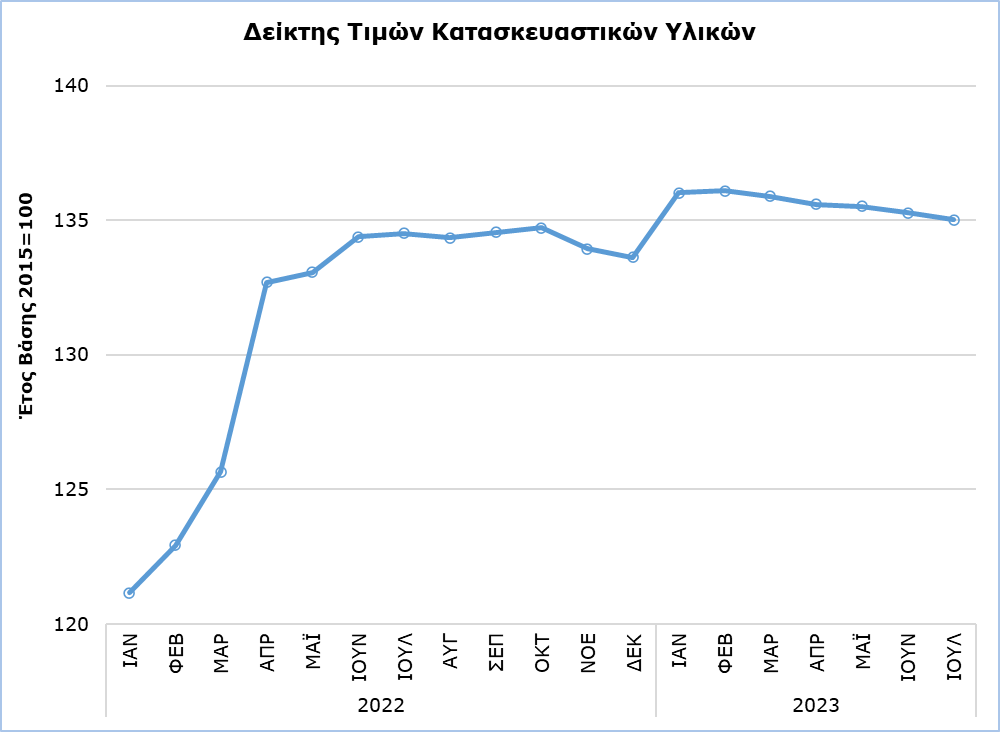 Δείκτης Τιμών Κατασκευαστικών Υλικών
Έτος Βάσης 2015=100
140
135
130
125
120
ΙΑΝ
ΦΕΒ
ΜΑΡ
ΑΠΡ
ΜΑΪ
ΙΟΥΝ
ΙΟΥΛ
ΑΥΓ
ΣΕΠ
ΟΚΤ
ΝΟΕ
ΔΕΚ
ΙΑΝ
ΦΕΒ
ΜΑΡ
ΑΠΡ
ΜΑΪ
ΙΟΥΝ
ΙΟΥΛ
2022
2023